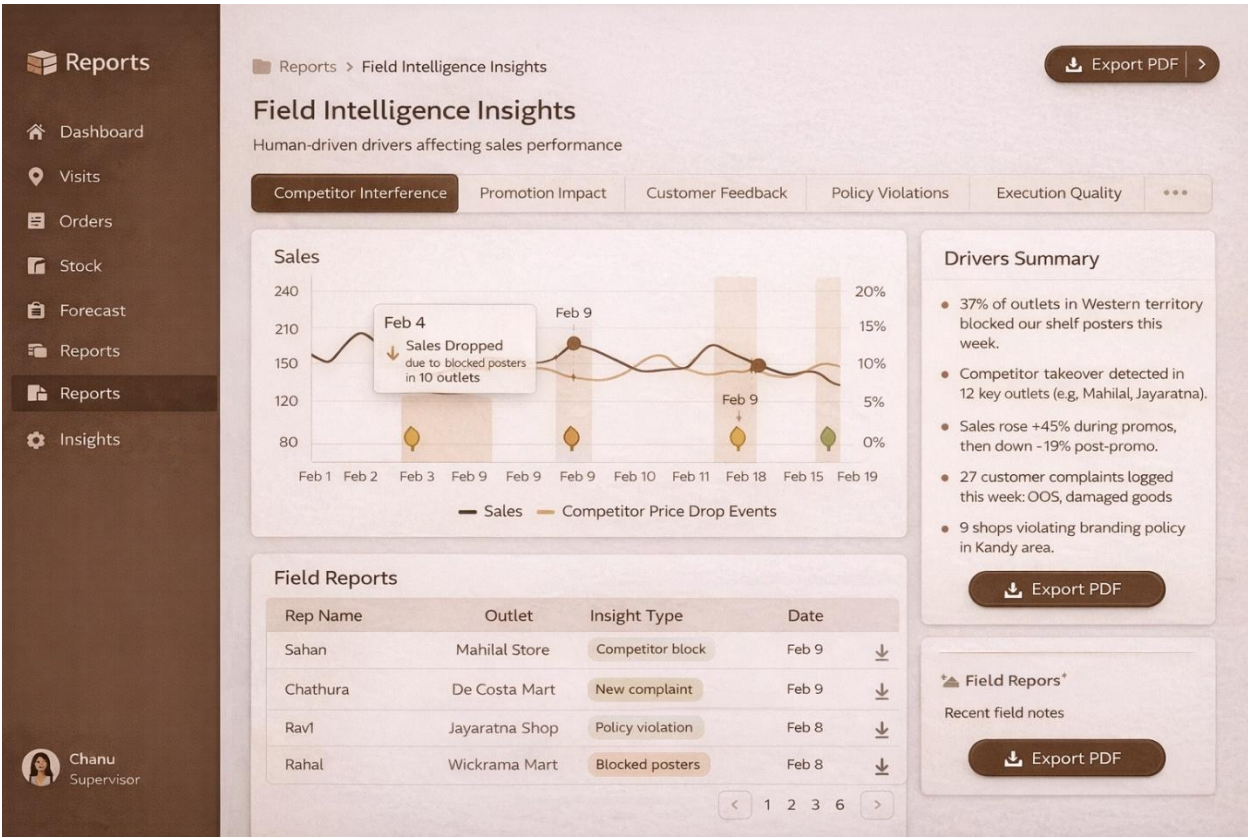 Reports
Dashboard
Visits
Orders
Stock
Forecast
Reports
Reports
Insights
Chanu
Supervisor
Reports > Field Intelligence Insights
Export PDF >
Field Intelligence Insights
Human-driven drivers affecting sales performance
Competitor Interference
Promotion Impact
Customer Feedback
Policy Violations
Execution Quality
Sales
240
210
150
120
80
20%
15%
10%
5%
0%
Feb 4
Sales Dropped
due to blocked posters
in 10 outlets
Feb 9
Feb 9
Feb 1 Feb 2 Feb 3 Feb 9 Feb 9 Feb 9 Feb 10 Feb 11 Feb 18 Feb 15 Feb 19
Sales Competitor Price Drop Events
Drivers Summary
37% of outlets in Western territory
blocked our shelf posters this
week.
Competitor takeover detected in
12 key outlets (e.g, Mahilal, Jayaratna).
Sales rose +45% during promos,
then down -19% post-promo.
27 customer complaints logged
this week: OOS, damaged goods
9 shops violating branding policy
in Kandy area.
Export PDF
Field Reports
Rep Name Outlet Insight Type Date
Sahan Mahilal Store Competitor block Feb 9
Chathura De Costa Mart New complaint Feb 9
Rav1 Jayaratna Shop Policy violation Feb 8
Rahal Wickrama Mart Blocked posters Feb 8
< 1 2 3 6 >
Field Repors
Recent field notes
Export PDF